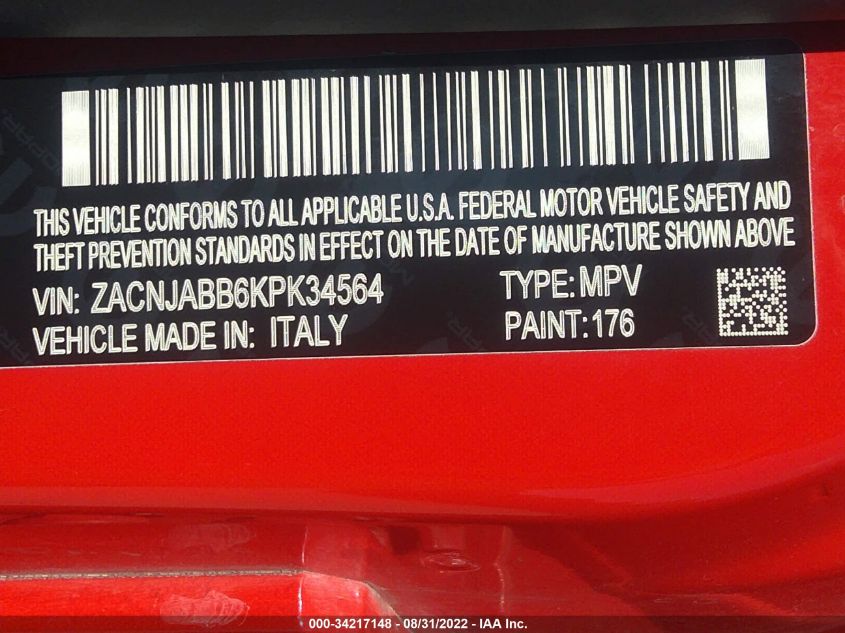 THIS VEHICLE CONFORMS TO ALL APPLICABLE U.S.A. FEDERAL MOTOR VEHICLE SAFETY AND
THEFT PREVENTION STANDARDS IN EFFECT ON THE DATE OF MANUFACTURE SHOWN ABOVE
VIN: ZACNJABB6KPK34564 TYPE: MPV
VEHICLE MADE IN: ITALY PAINT: 176
000-34217148 - 08/31/2022 - IAA Inc.